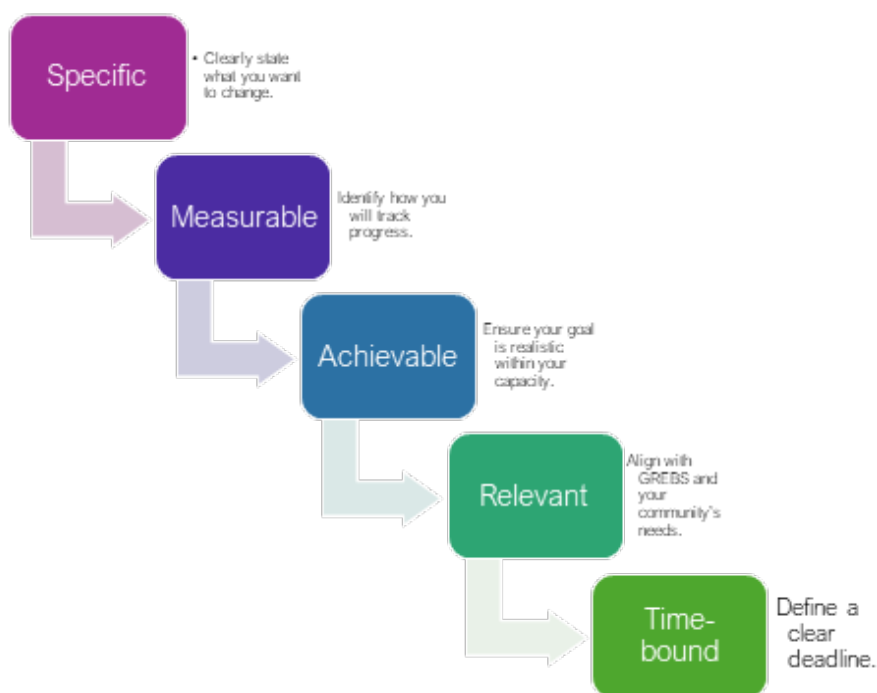 Specific
• Clearly state
what you want
to change.
Measurable
Identify how you
will track
progress.
Achievable
Ensure your goal
is realistic
within your
capacity.
Relevant
Align with
GREBS and
your
community's
needs.
Time-
bound
Define a
clear
deadline.